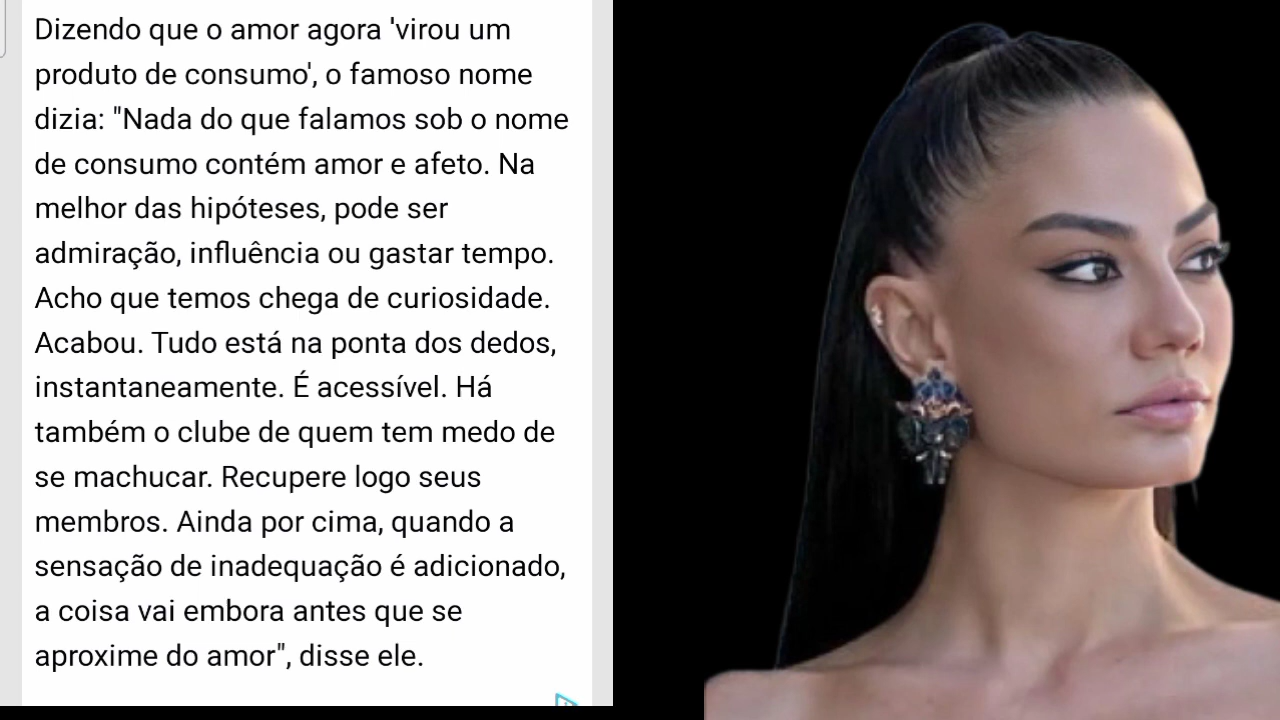 Dizendo que o amor agora 'virou um
produto de consumo', o famoso nome
dizia: "Nada do que falamos sob o nome
de consumo contém amor e afeto. Na
melhor das hipóteses, pode ser
admiração, influência ou gastar tempo.
Acho que temos chega de curiosidade.
Acabou. Tudo está na ponta dos dedos,
instantaneamente. É acessível. Há
também o clube de quem tem medo de
se machucar. Recupere logo seus
membros. Ainda por cima, quando a
sensação de inadequação é adicionado,
a coisa vai embora antes que se
aproxime do amor", disse ele.